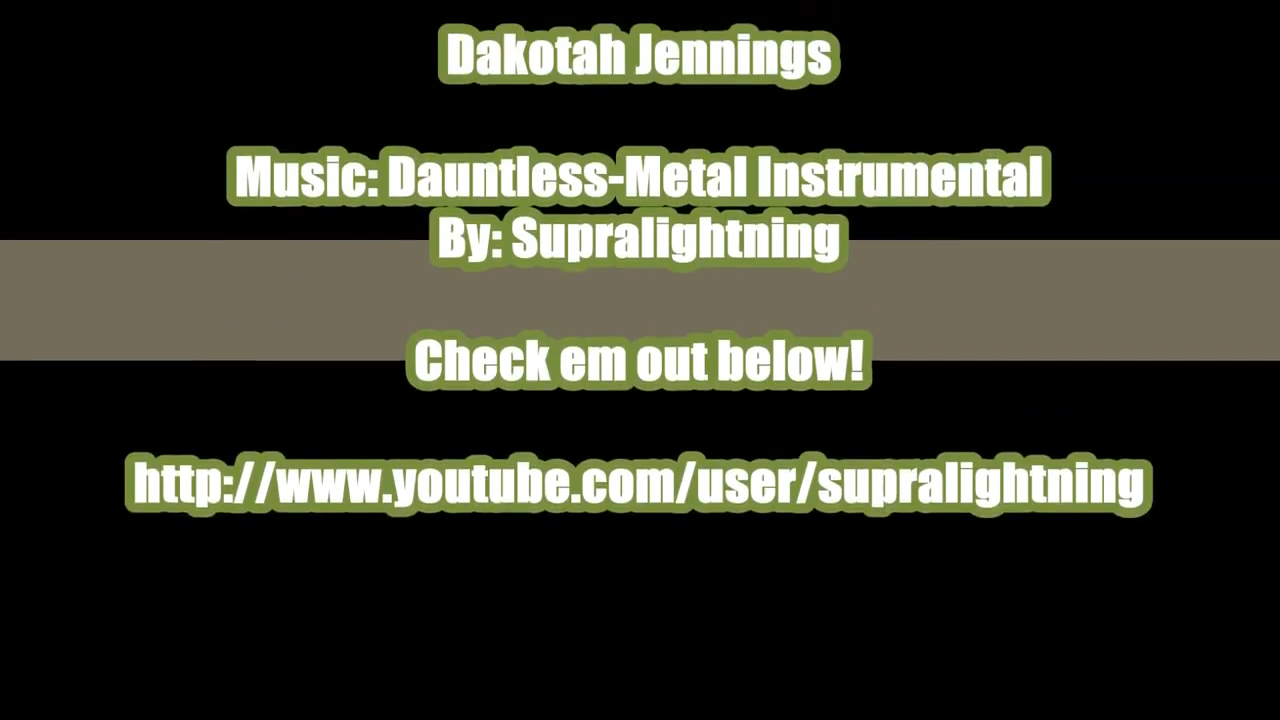 Dakotah Jennings
Music: Dauntless-Metal Instrumental
By: Supralightning
Check em out below!
http://www.youtube.com/user/supralightning